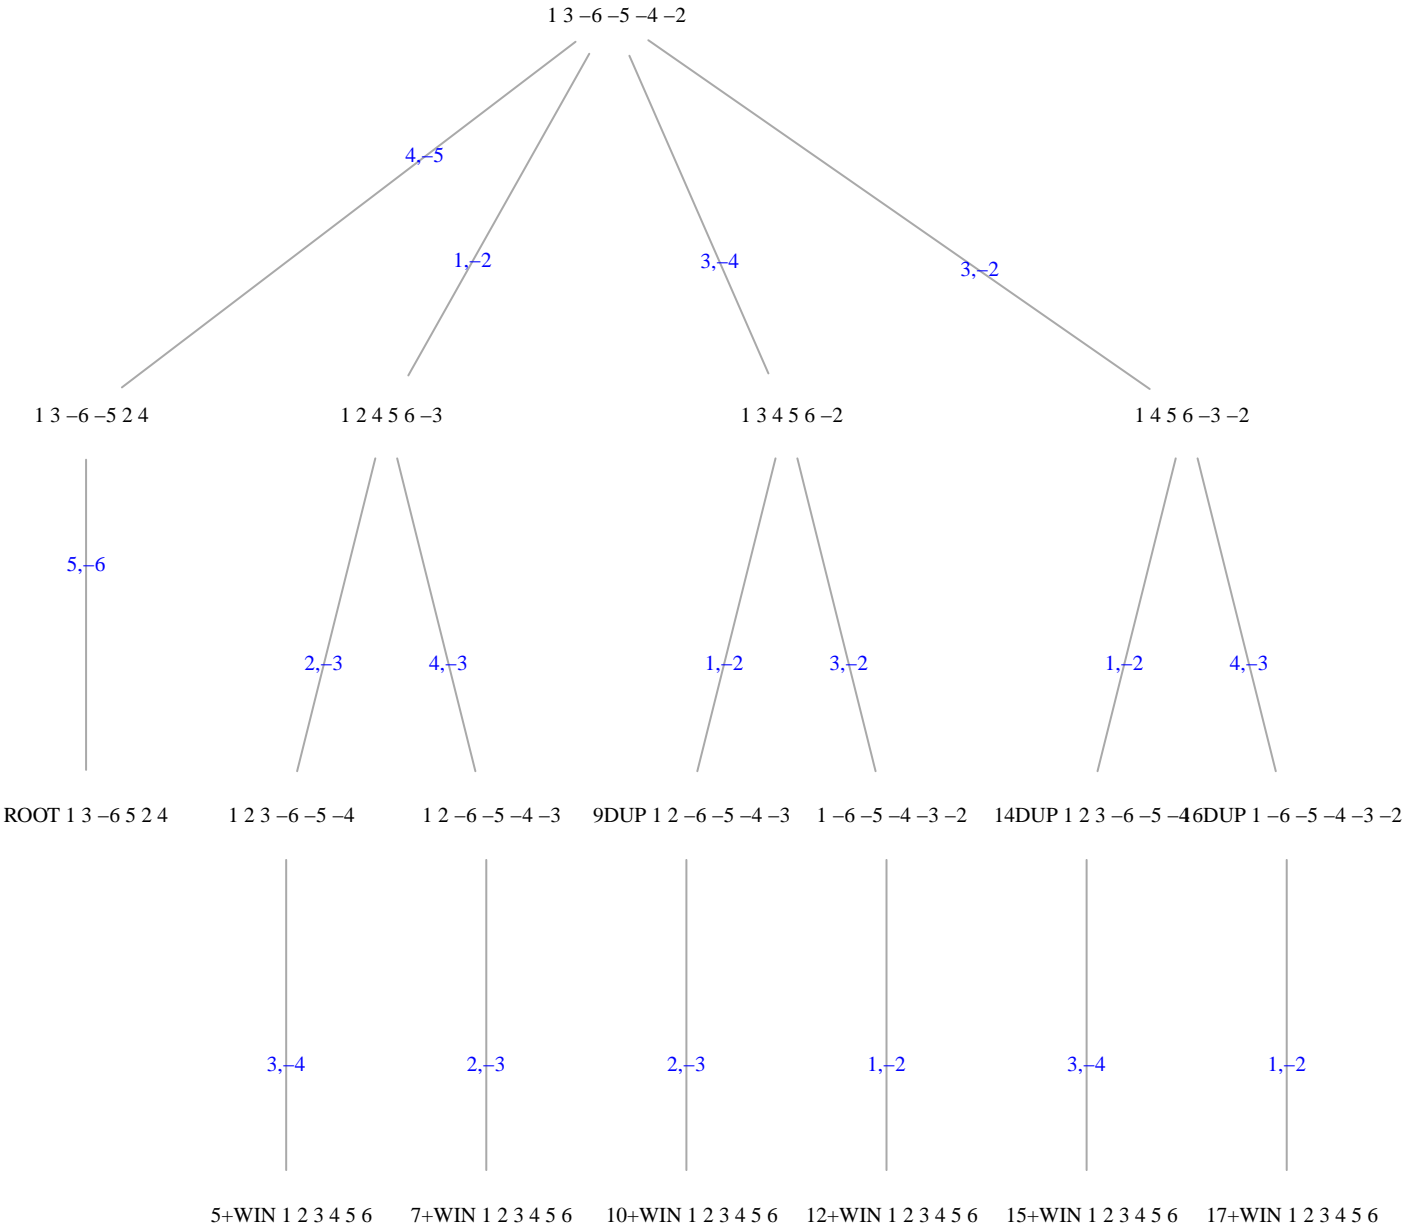 1 3 –6 –5 –4 –2
4,–5
1,–2
3,–4
3,–2
1 3 –6 –5 2 4
1 2 4 5 6 –3
1 3 4 5 6 –2
1 4 5 6 –3 –2
5,–6
2,–3
4,–3
1,–2
3,–2
1,–2
4,–3
ROOT 1 3 –6 5 2 4
1 2 3 –6 –5 –4
1 2 –6 –5 –4 –3
9DUP 1 2 –6 –5 –4 –3
1 –6 –5 –4 –3 –2
14DUP 1 2 3 –6 –5 –4
16DUP 1 –6 –5 –4 –3 –2
3,–4
2,–3
2,–3
1,–2
3,–4
1,–2
5+WIN 1 2 3 4 5 6
7+WIN 1 2 3 4 5 6
10+WIN 1 2 3 4 5 6
12+WIN 1 2 3 4 5 6
15+WIN 1 2 3 4 5 6
17+WIN 1 2 3 4 5 6